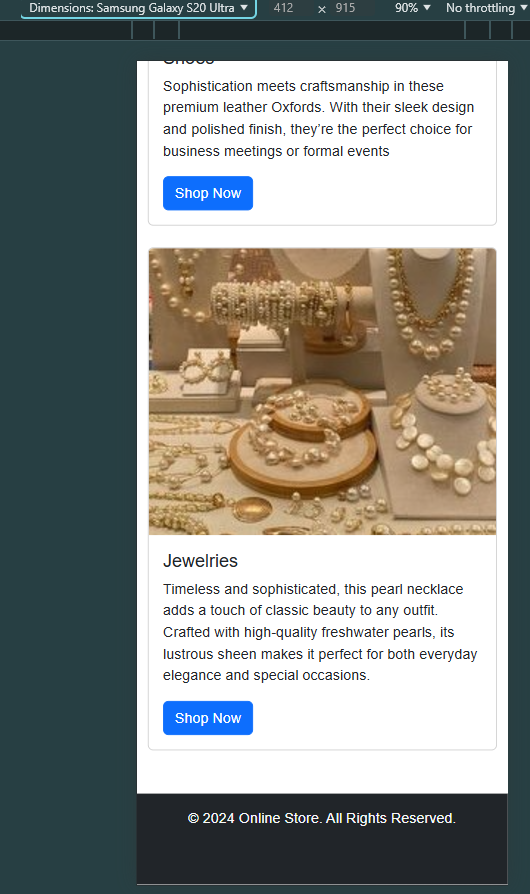 Dimensions: Samsung Galaxy S20 Ultra ▼ 412 × 915 90% ▼ No throttling ▼
Shoes
Sophistication meets craftsmanship in these
premium leather Oxfords. With their sleek design
and polished finish, they’re the perfect choice for
business meetings or formal events
Shop Now
Jewelries
Timeless and sophisticated, this pearl necklace
adds a touch of classic beauty to any outfit.
Crafted with high-quality freshwater pearls, its
lustrous sheen makes it perfect for both everyday
elegance and special occasions.
Shop Now
© 2024 Online Store. All Rights Reserved.